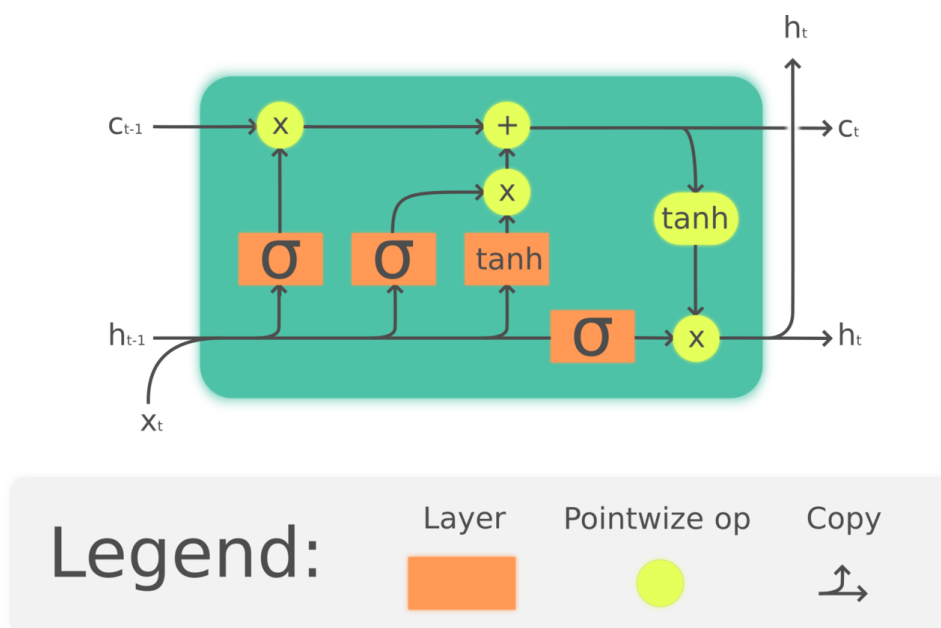 ht
ct-1 x + ct
x
tanh
σ σ tanh
ht-1 σ x ht
xt
Legend:
Layer Pointwize op Copy